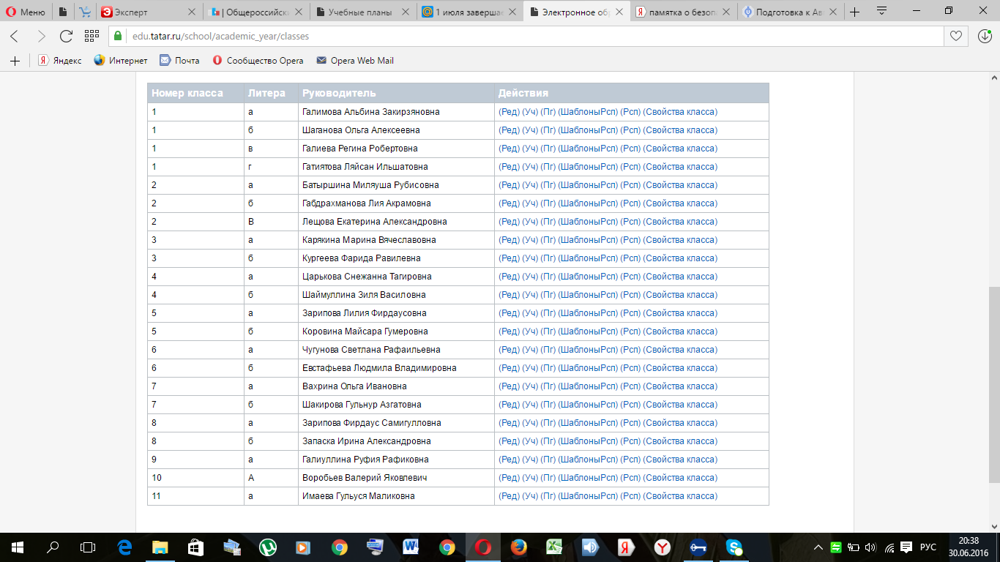 Меню Эксперт | Общероссийски Учебные планы 1 июля завершае Электронное обр памятка о безоп Подготовка к Ав
edu.tatar.ru/school/academic_year/classes
Яндекс Интернет Почта Сообщество Opera Opera Web Mail
Номер класса Литера Руководитель Действия
1 а Галимова Альбина Закирзяновна (Ред) (Уч) (Пг) (ШаблоныРсп) (Рсп) (Свойства класса)
1 б Шаганова Ольга Алексеевна (Ред) (Уч) (Пг) (ШаблоныРсп) (Рсп) (Свойства класса)
1 в Галиева Регина Робертовна (Ред) (Уч) (Пг) (ШаблоныРсп) (Рсп) (Свойства класса)
1 г Гатиятова Ляйсан Ильшатовна (Ред) (Уч) (Пг) (ШаблоныРсп) (Рсп) (Свойства класса)
2 а Батыршина Миляуша Рубисовна (Ред) (Уч) (Пг) (ШаблоныРсп) (Рсп) (Свойства класса)
2 б Габдрахманова Лия Акрамовна (Ред) (Уч) (Пг) (ШаблоныРсп) (Рсп) (Свойства класса)
2 В Лещова Екатерина Александровна (Ред) (Уч) (Пг) (ШаблоныРсп) (Рсп) (Свойства класса)
3 а Карякина Марина Вячеславовна (Ред) (Уч) (Пг) (ШаблоныРсп) (Рсп) (Свойства класса)
3 б Кургеева Фарида Равилевна (Ред) (Уч) (Пг) (ШаблоныРсп) (Рсп) (Свойства класса)
4 а Царькова Снежанна Тагировна (Ред) (Уч) (Пг) (ШаблоныРсп) (Рсп) (Свойства класса)
4 б Шаймуллина Зиля Василовна (Ред) (Уч) (Пг) (ШаблоныРсп) (Рсп) (Свойства класса)
5 а Зарипова Лилия Фирдаусовна (Ред) (Уч) (Пг) (ШаблоныРсп) (Рсп) (Свойства класса)
5 б Коровина Майсара Гумеровна (Ред) (Уч) (Пг) (ШаблоныРсп) (Рсп) (Свойства класса)
6 а Чугунова Светлана Рафаильевна (Ред) (Уч) (Пг) (ШаблоныРсп) (Рсп) (Свойства класса)
6 б Евстафьева Людмила Владимировна (Ред) (Уч) (Пг) (ШаблоныРсп) (Рсп) (Свойства класса)
7 а Вахрина Ольга Ивановна (Ред) (Уч) (Пг) (ШаблоныРсп) (Рсп) (Свойства класса)
7 б Шакирова Гульнур Азгатовна (Ред) (Уч) (Пг) (ШаблоныРсп) (Рсп) (Свойства класса)
8 а Зарипова Фирдаус Самигулловна (Ред) (Уч) (Пг) (ШаблоныРсп) (Рсп) (Свойства класса)
8 б Запаска Ирина Александровна (Ред) (Уч) (Пг) (ШаблоныРсп) (Рсп) (Свойства класса)
9 а Галиуллина Руфия Рафиковна (Ред) (Уч) (Пг) (ШаблоныРсп) (Рсп) (Свойства класса)
10 А Воробьев Валерий Яковлевич (Ред) (Уч) (Пг) (ШаблоныРсп) (Рсп) (Свойства класса)
11 а Имаева Гульуся Маликовна (Ред) (Уч) (Пг) (ШаблоныРсп) (Рсп) (Свойства класса)
РУС 20:38
30.06.2016